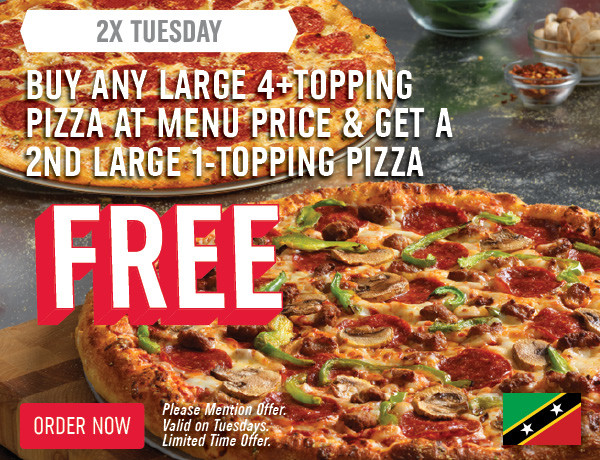 2X TUESDAY
BUY ANY LARGE 4+TOPPING
PIZZA AT MENU PRICE & GET A
2ND LARGE 1-TOPPING PIZZA
FREE
ORDER NOW
Please Mention Offer.
Valid on Tuesdays.
Limited Time Offer.